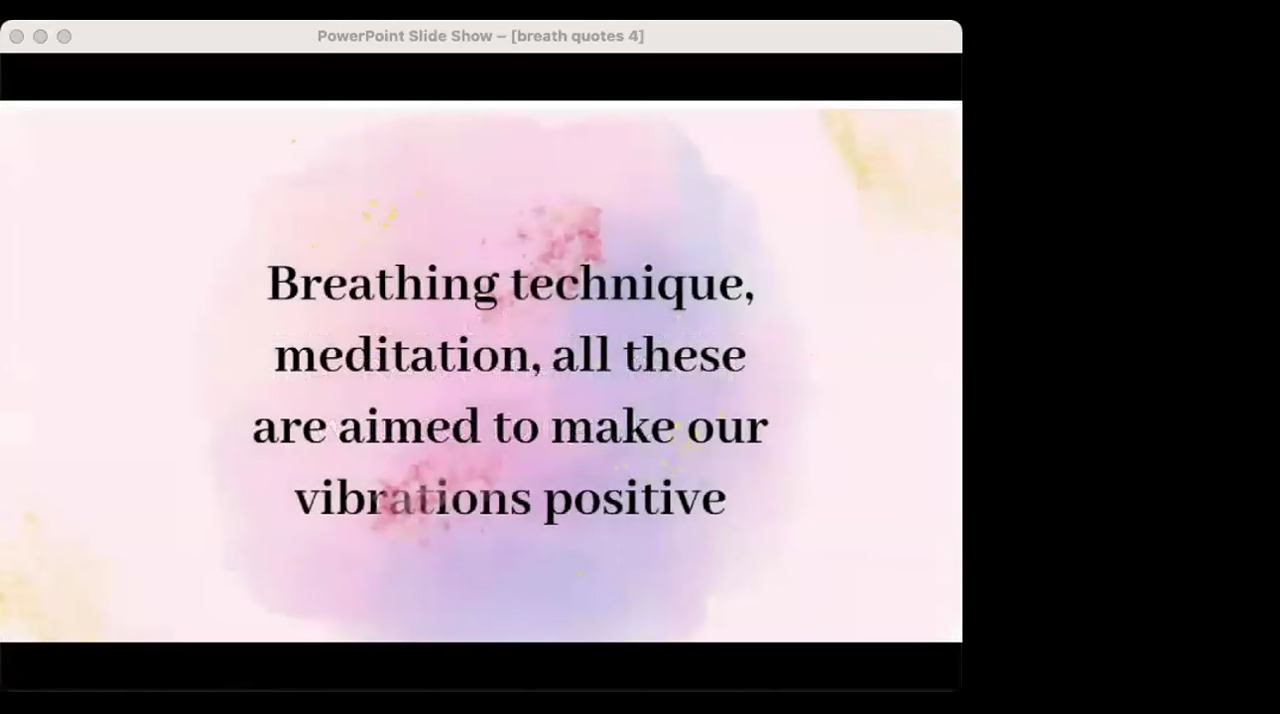 PowerPoint Slide Show – [breath quotes 4]
Breathing technique,
meditation, all these
are aimed to make our
vibrations positive